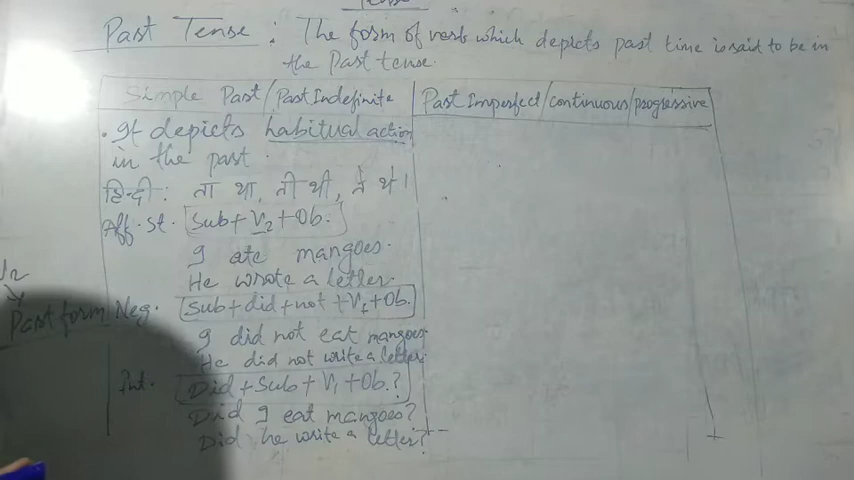 Tense
Past Tense : The form of verb which depicts past time is said to be in
the Past tense.
Simple Past/Past Indefinite
Past Imperfect/continuous/progressive
• It depicts habitual action
in the past.
हिन्दी: ता था, ती थी, ते थे।
Aff. St. Sub+V2+Ob.
I ate mangoes.
He wrote a letter.
V2
Past form
Neg. Sub+did+not+V1+Ob.
I did not eat mangoes
He did not write a letter.
Int. Did+Sub+V1+Ob.?
Did I eat mangoes?
Did he write a letter?